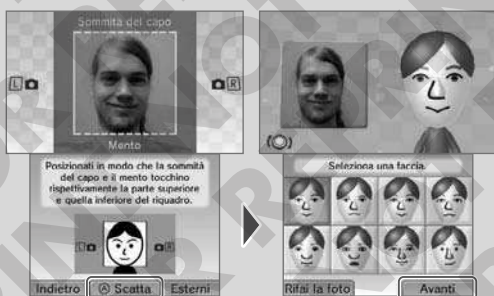 Sommità del capo
L
R
Mento
Posizionati in modo che la sommità
del capo e il mento tocchino
rispettivamente la parte superiore
e quella inferiore del riquadro.
L
R
Indietro
A Scatta
Esterni
Seleziona una faccia.
Rifai la foto
Avanti